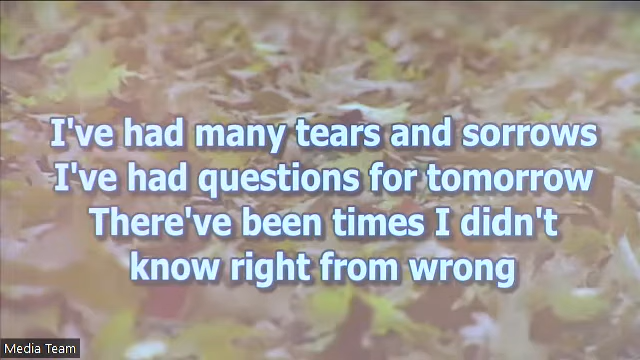 I've had many tears and sorrows
I've had questions for tomorrow
There've been times I didn't
know right from wrong
Media Team